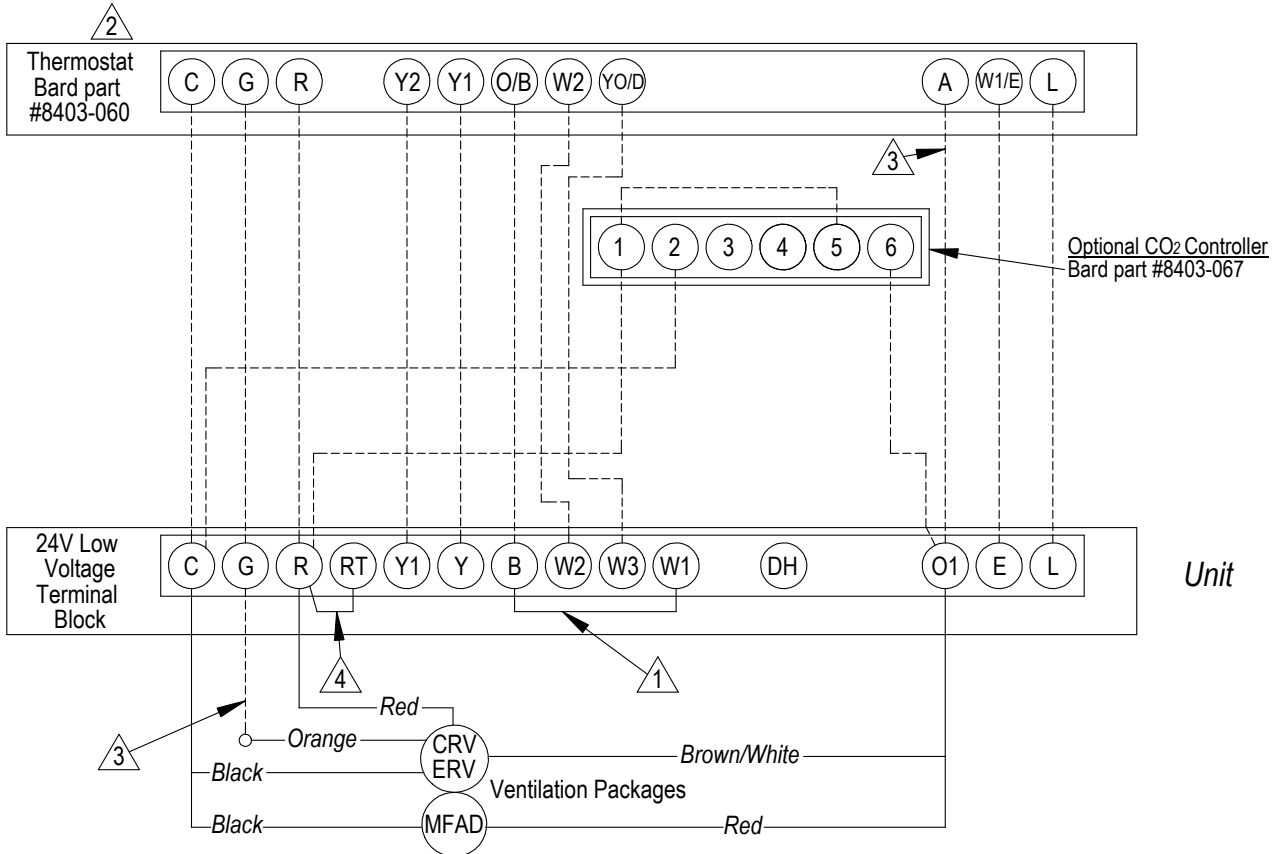 2
Thermostat
Bard part
#8403-060
C G R Y2 Y1 O/B W2 YO/D A W1/E L
3
1 2 3 4 5 6
Optional CO2 Controller
Bard part #8403-067
24V Low
Voltage
Terminal
Block
C G R RT Y1 Y B W2 W3 W1 DH O1 E L
Unit
4 1
Red
3
Orange
CRV
ERV
Brown/White
Black
Ventilation Packages
Black
MFAD
Red